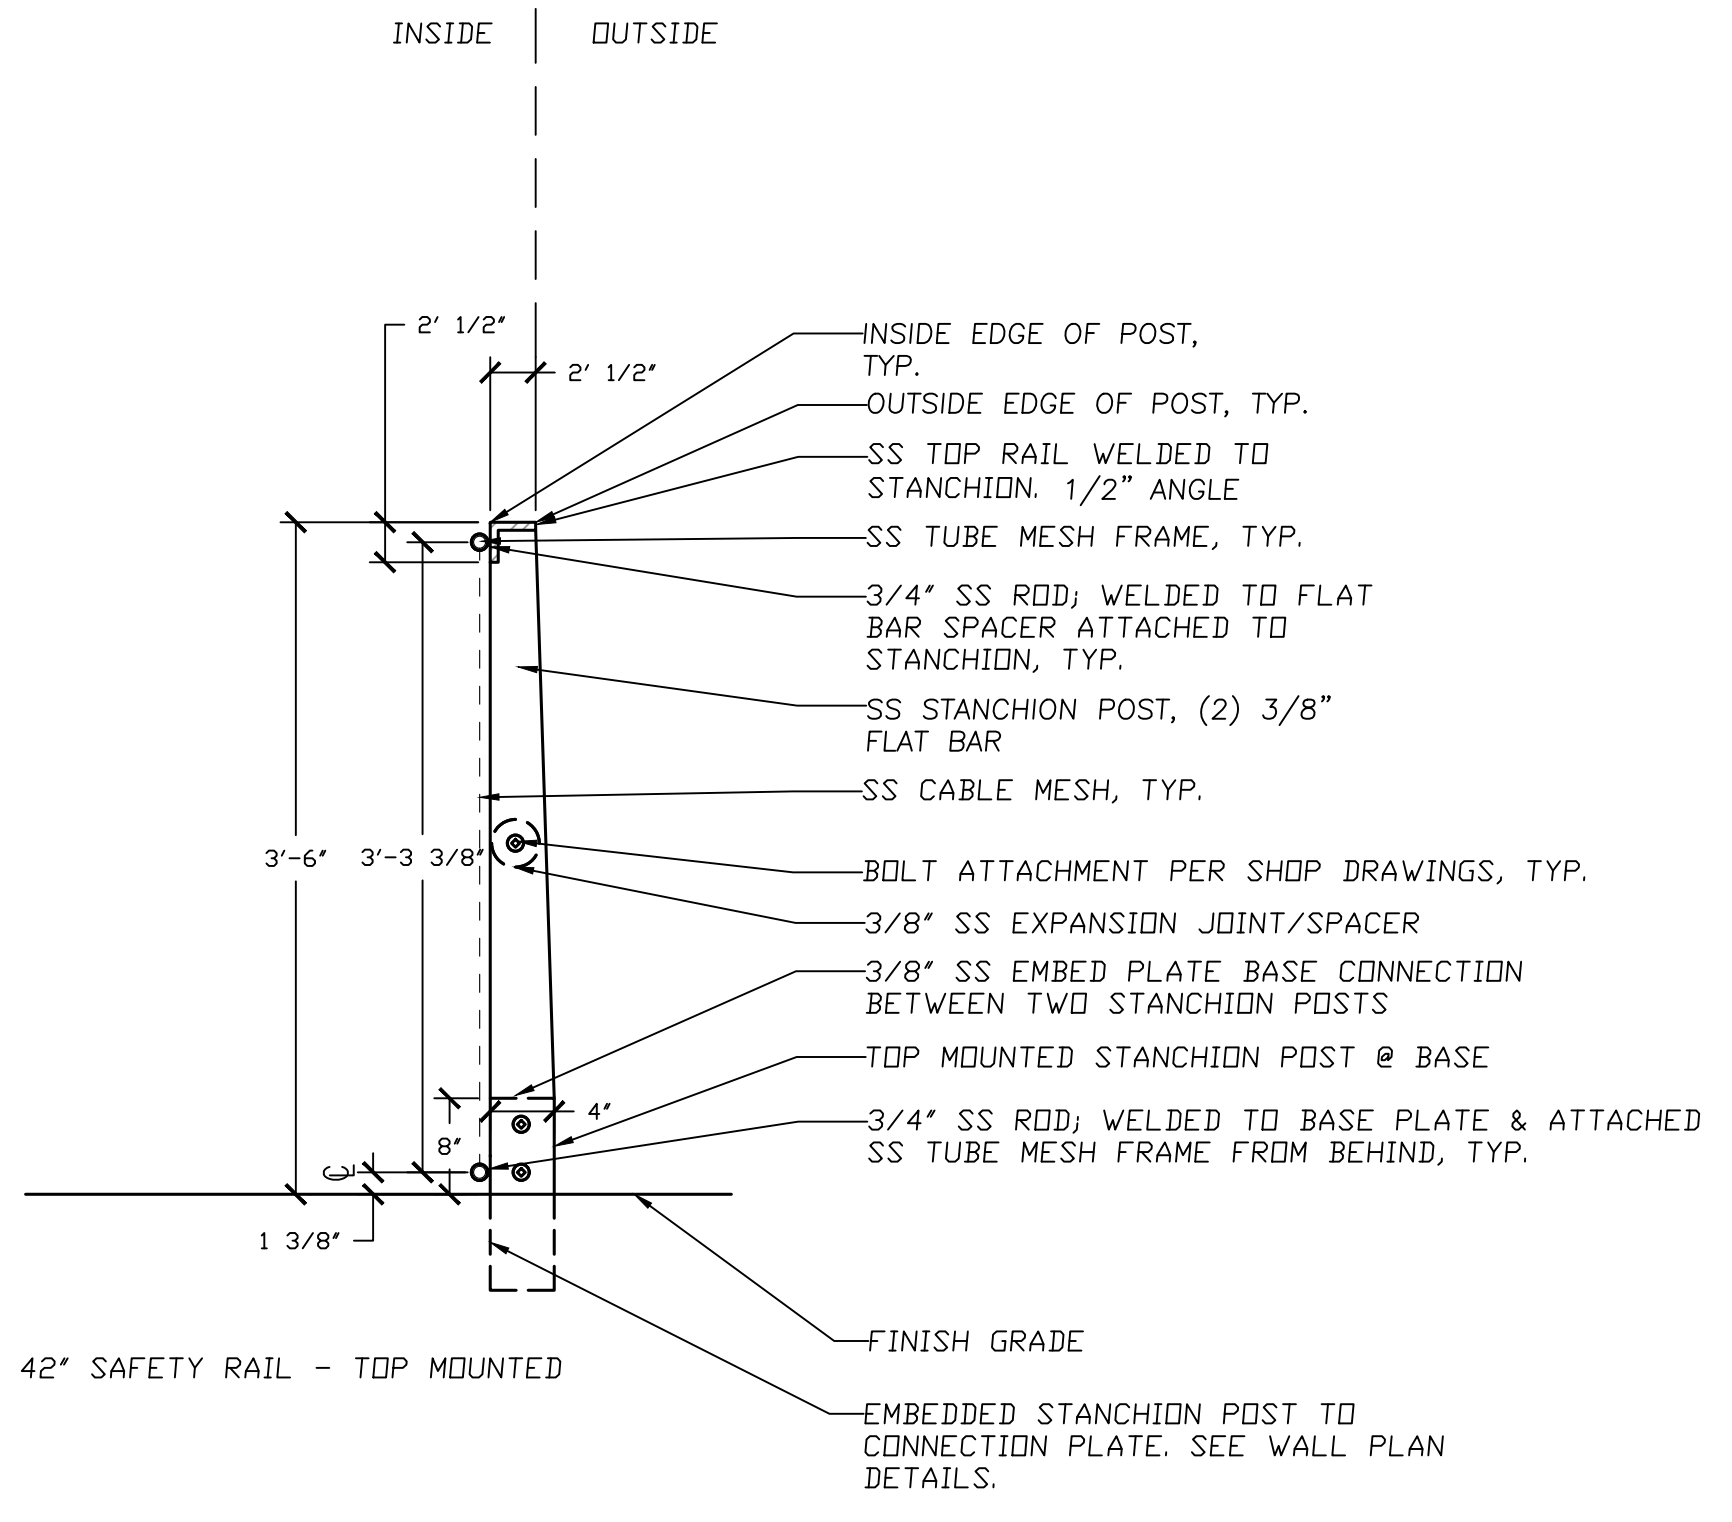 INSIDE
OUTSIDE
2' 1/2"
2' 1/2"
INSIDE EDGE OF POST,
TYP.
OUTSIDE EDGE OF POST, TYP.
SS TOP RAIL WELDED TO
STANCHION. 1/2" ANGLE
SS TUBE MESH FRAME, TYP.
3/4" SS ROD; WELDED TO FLAT
BAR SPACER ATTACHED TO
STANCHION, TYP.
SS STANCHION POST, (2) 3/8"
FLAT BAR
SS CABLE MESH, TYP.
3'-6"
3'-3 3/8"
BOLT ATTACHMENT PER SHOP DRAWINGS, TYP.
3/8" SS EXPANSION JOINT/SPACER
3/8" SS EMBED PLATE BASE CONNECTION
BETWEEN TWO STANCHION POSTS
TOP MOUNTED STANCHION POST @ BASE
4"
8"
3/4" SS ROD; WELDED TO BASE PLATE & ATTACHED
SS TUBE MESH FRAME FROM BEHIND, TYP.
CL
1 3/8"
FINISH GRADE
42" SAFETY RAIL - TOP MOUNTED
EMBEDDED STANCHION POST TO
CONNECTION PLATE. SEE WALL PLAN
DETAILS.